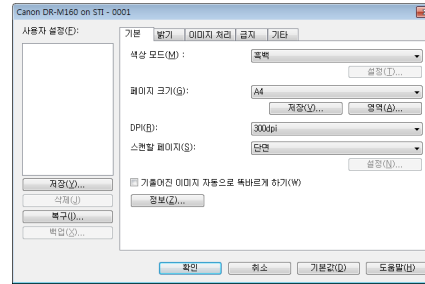 Canon DR-M160 on STI - 0001
사용자 설정(F):
기본 밝기 이미지 처리 급지 기타
색상 모드(M) : 흑백
설정(T)...
페이지 크기(G): A4
저장(V)... 영역(A)...
DPI(R): 300dpi
스캔할 페이지(S): 단면
설정(N)...
기울어진 이미지 자동으로 똑바르게 하기(W)
정보(Z)...
저장(Y)...
삭제(J)
복구(I)...
백업(X)...
확인 취소 기본값(D) 도움말(H)